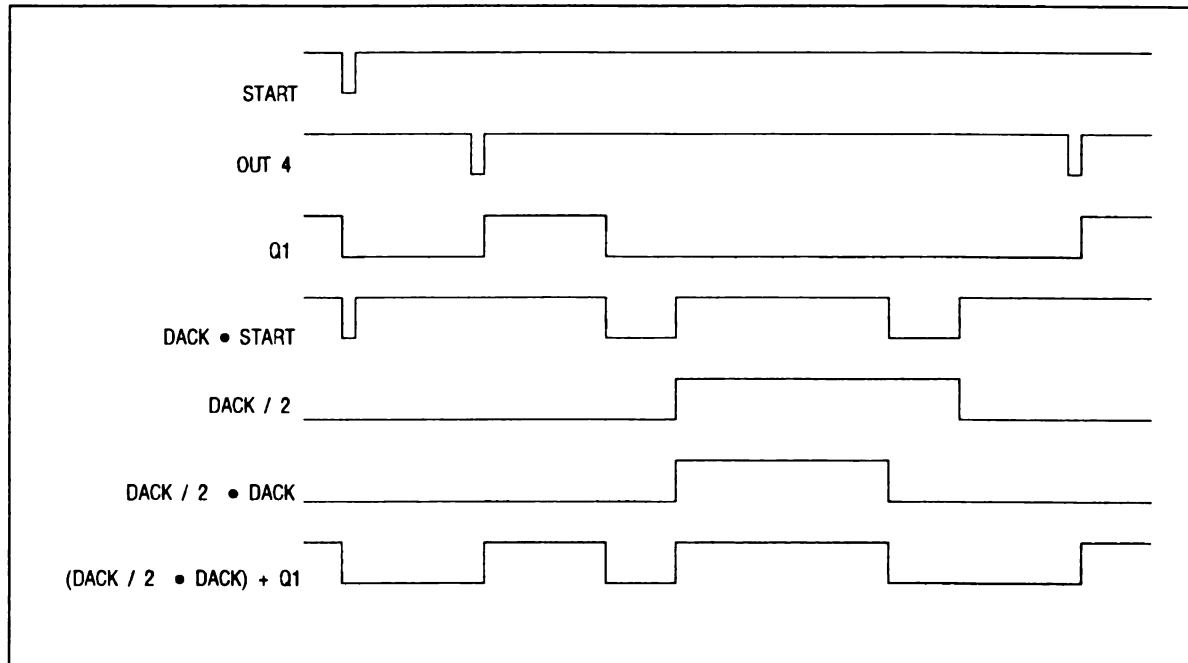 START
OUT 4
Q1
DACK • START
DACK / 2
DACK / 2 • DACK
(DACK / 2 • DACK) + Q1